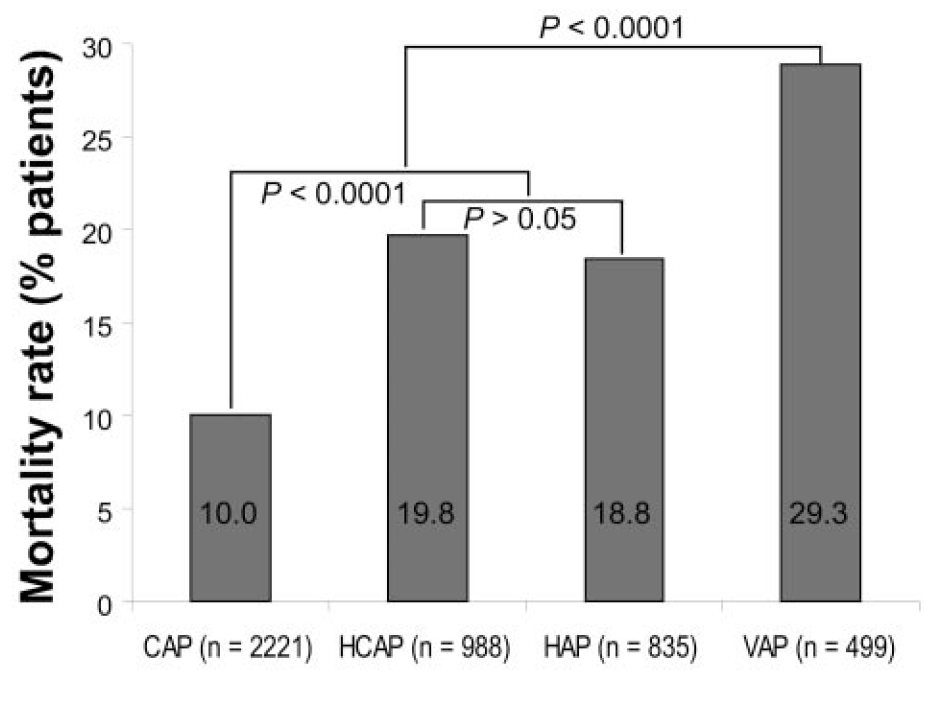 P < 0.0001
Mortality rate (% patients)
30
25
20
15
10
5
0
P < 0.0001
P > 0.05
10.0
19.8
18.8
29.3
CAP (n = 2221)
HCAP (n = 988)
HAP (n = 835)
VAP (n = 499)